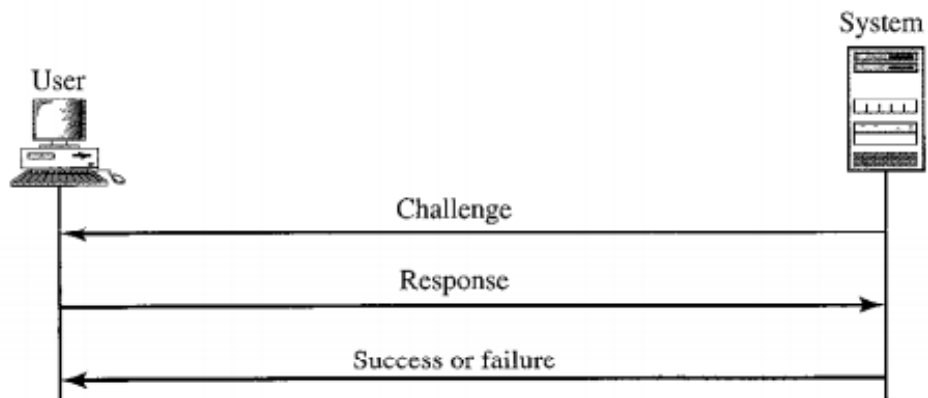 System
User
Challenge
Response
Success or failure